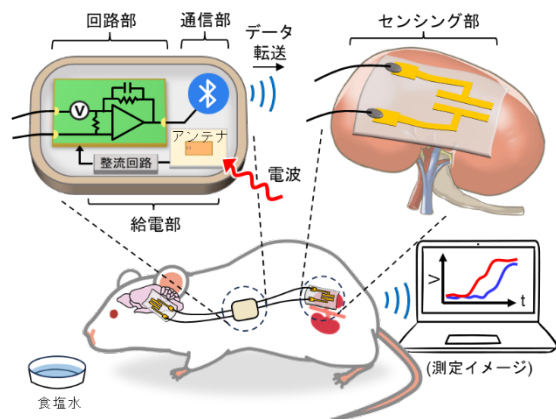 回路部
通信部
データ
転送
センシング部
V
アンテナ
整流回路
電波
給電部
V
t
(測定イメージ)
食塩水